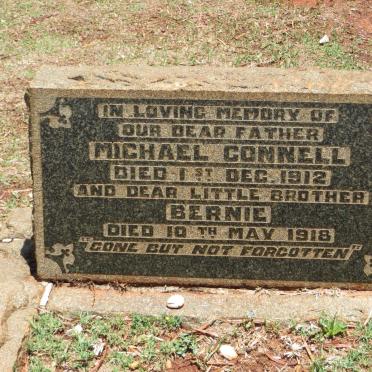 IN LOVING MEMORY OF
OUR DEAR FATHER
MICHAEL CONNELL
DIED 1ST DEC. 1912
AND DEAR LITTLE BROTHER
BERNIE
DIED 10TH MAY 1918
"GONE BUT NOT FORGOTTEN"